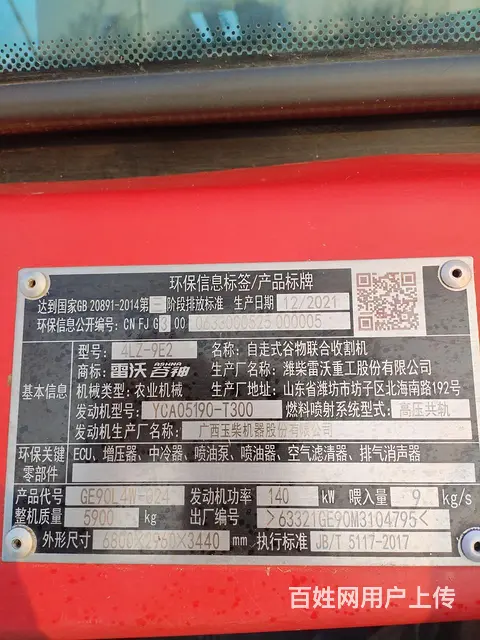 环保信息标签/产品标牌
达到国家GB 20891-2014第三阶段排放标准 生产日期 12/2021
环保信息公开编号: CN FJ G3 00 0633000525 000005
型号: 4LZ-9E2 名称: 自走式谷物联合收割机
商标: 雷沃 谷神 生产厂名称: 潍柴雷沃重工股份有限公司
基本信息 机械类型: 农业机械 生产厂地址: 山东省潍坊市坊子区北海南路192号
发动机型号: YCA05190-T300 燃料喷射系统型式: 高压共轨
发动机生产厂名称: 广西玉柴机器股份有限公司
环保关键零部件 ECU、增压器、中冷器、喷油泵、喷油器、空气滤清器、排气消声器
产品代号 GE90L4W-024 发动机功率 140 kW 喂入量 9 kg/s
整机质量 5900 kg 出厂编号 >63321GE90M3104795<
外形尺寸 6800×2960×3440 mm 执行标准 JB/T 5117-2017
百姓网用户上传